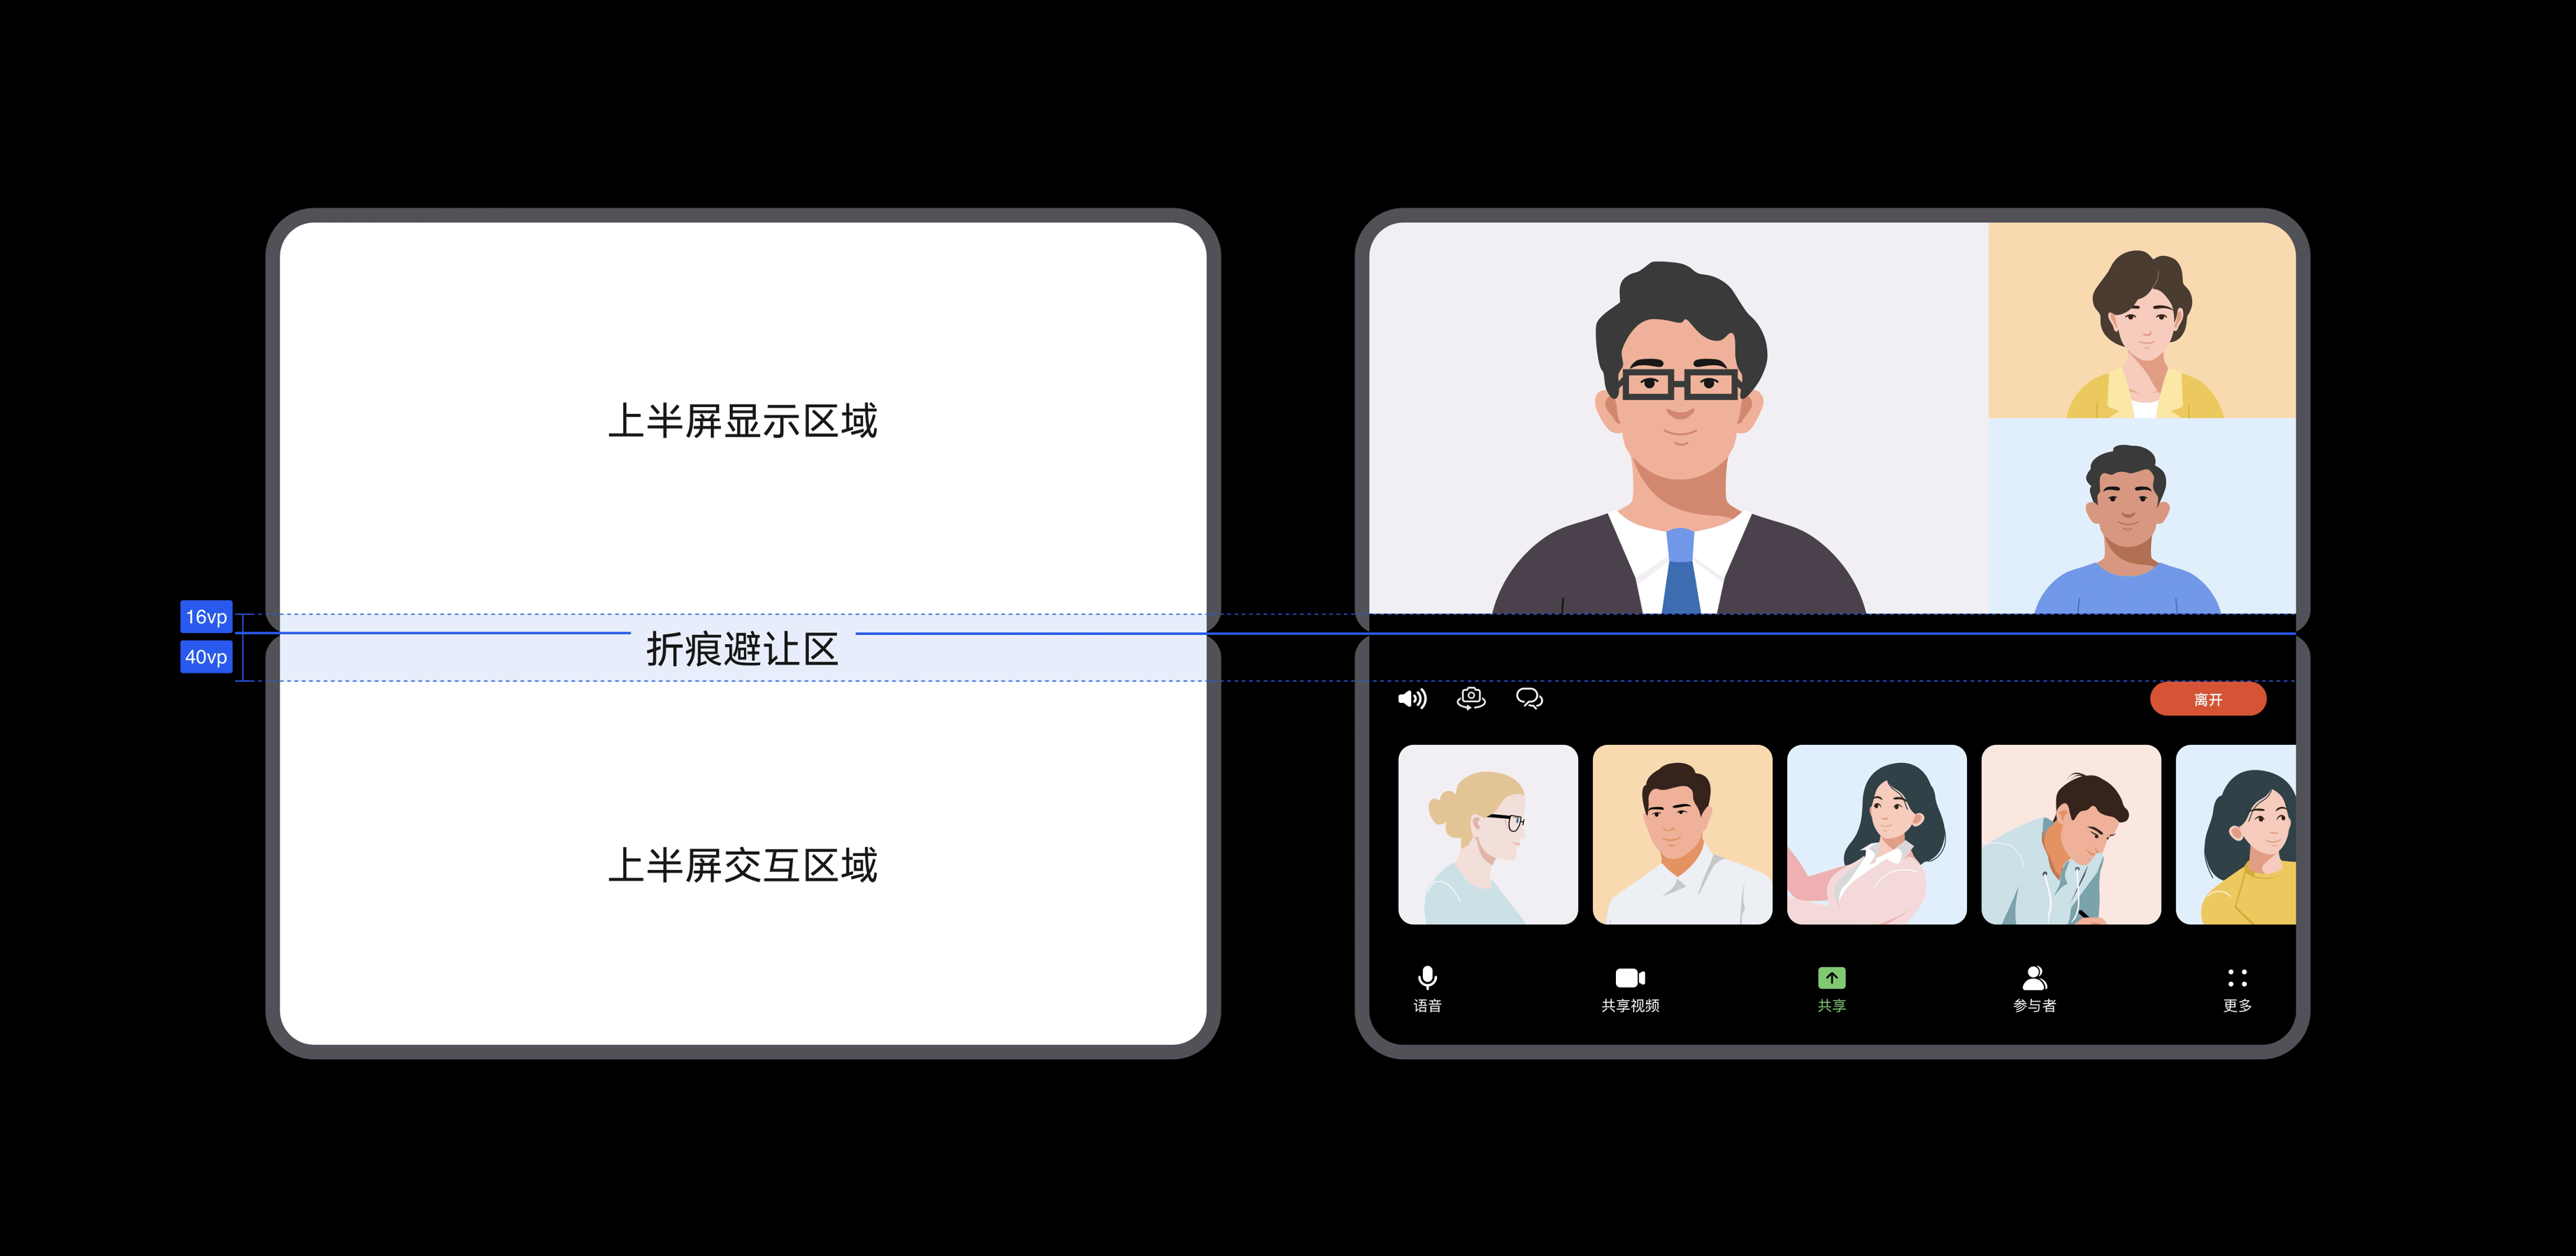 上半屏显示区域
16vp
折痕避让区
40vp
上半屏交互区域
离开
语音
共享视频
共享
参与者
更多